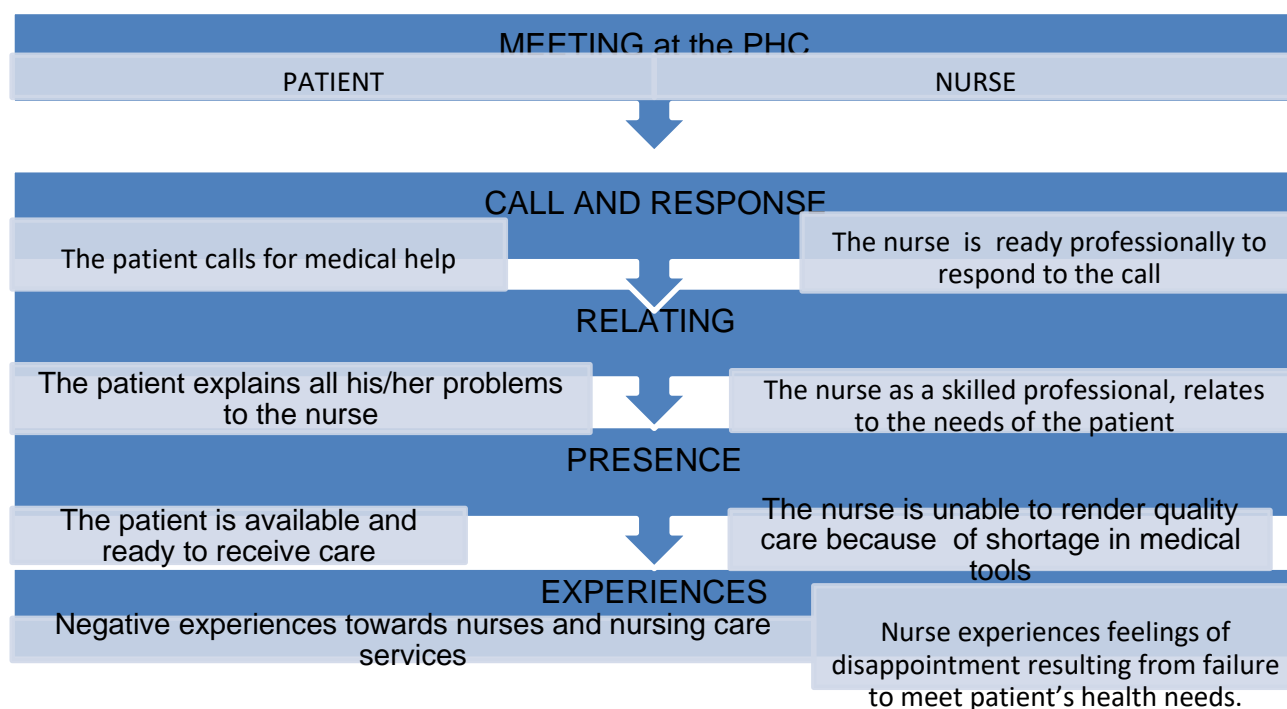 MEETING at the PHC
PATIENT
NURSE
CALL AND RESPONSE
The patient calls for medical help
The nurse is ready professionally to
respond to the call
RELATING
The patient explains all his/her problems
to the nurse
The nurse as a skilled professional, relates
to the needs of the patient
PRESENCE
The patient is available and
ready to receive care
The nurse is unable to render quality
care because of shortage in medical
tools
EXPERIENCES
Negative experiences towards nurses and nursing care
services
Nurse experiences feelings of
disappointment resulting from failure
to meet patient’s health needs.